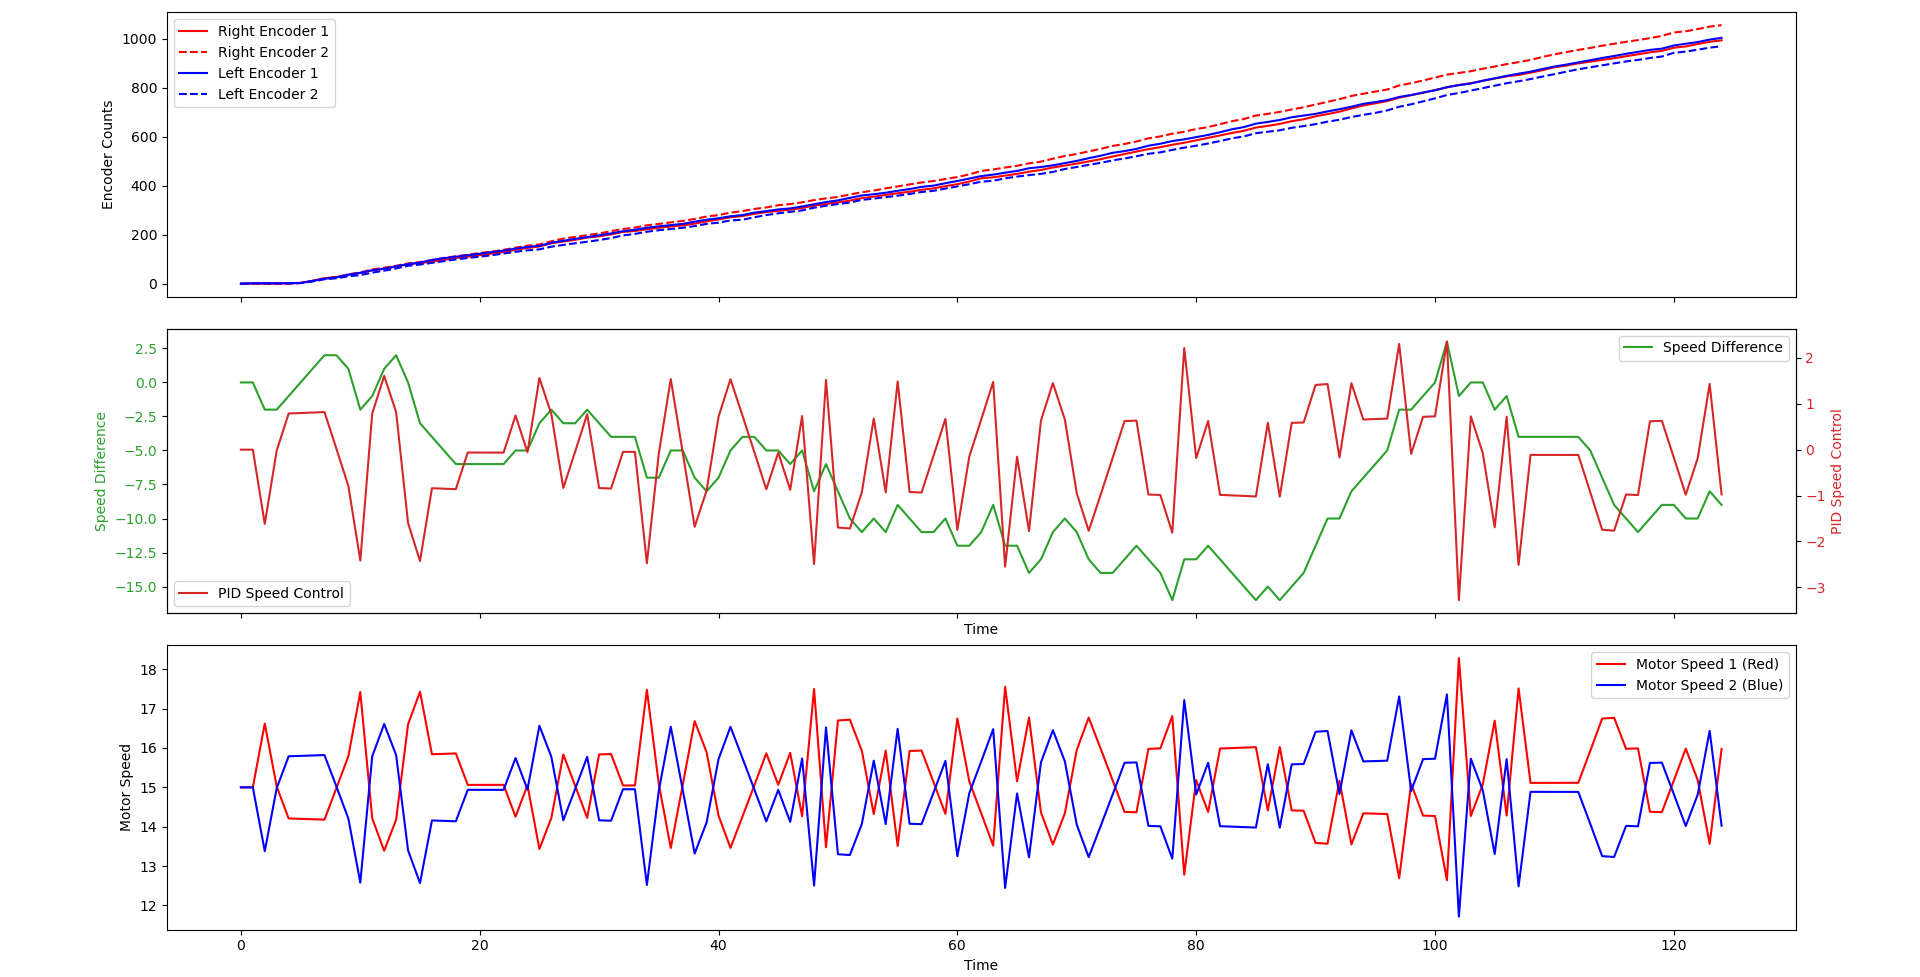 Right Encoder 1
Right Encoder 2
Left Encoder 1
Left Encoder 2
Encoder Counts
1000
800
600
400
200
0
Speed Difference
2.5
0.0
−2.5
−5.0
−7.5
−10.0
−12.5
−15.0
Speed Difference
PID Speed Control
2
1
0
−1
−2
−3
PID Speed Control
Time
Motor Speed
18
17
16
15
14
13
12
Motor Speed 1 (Red)
Motor Speed 2 (Blue)
0 20 40 60 80 100 120
Time